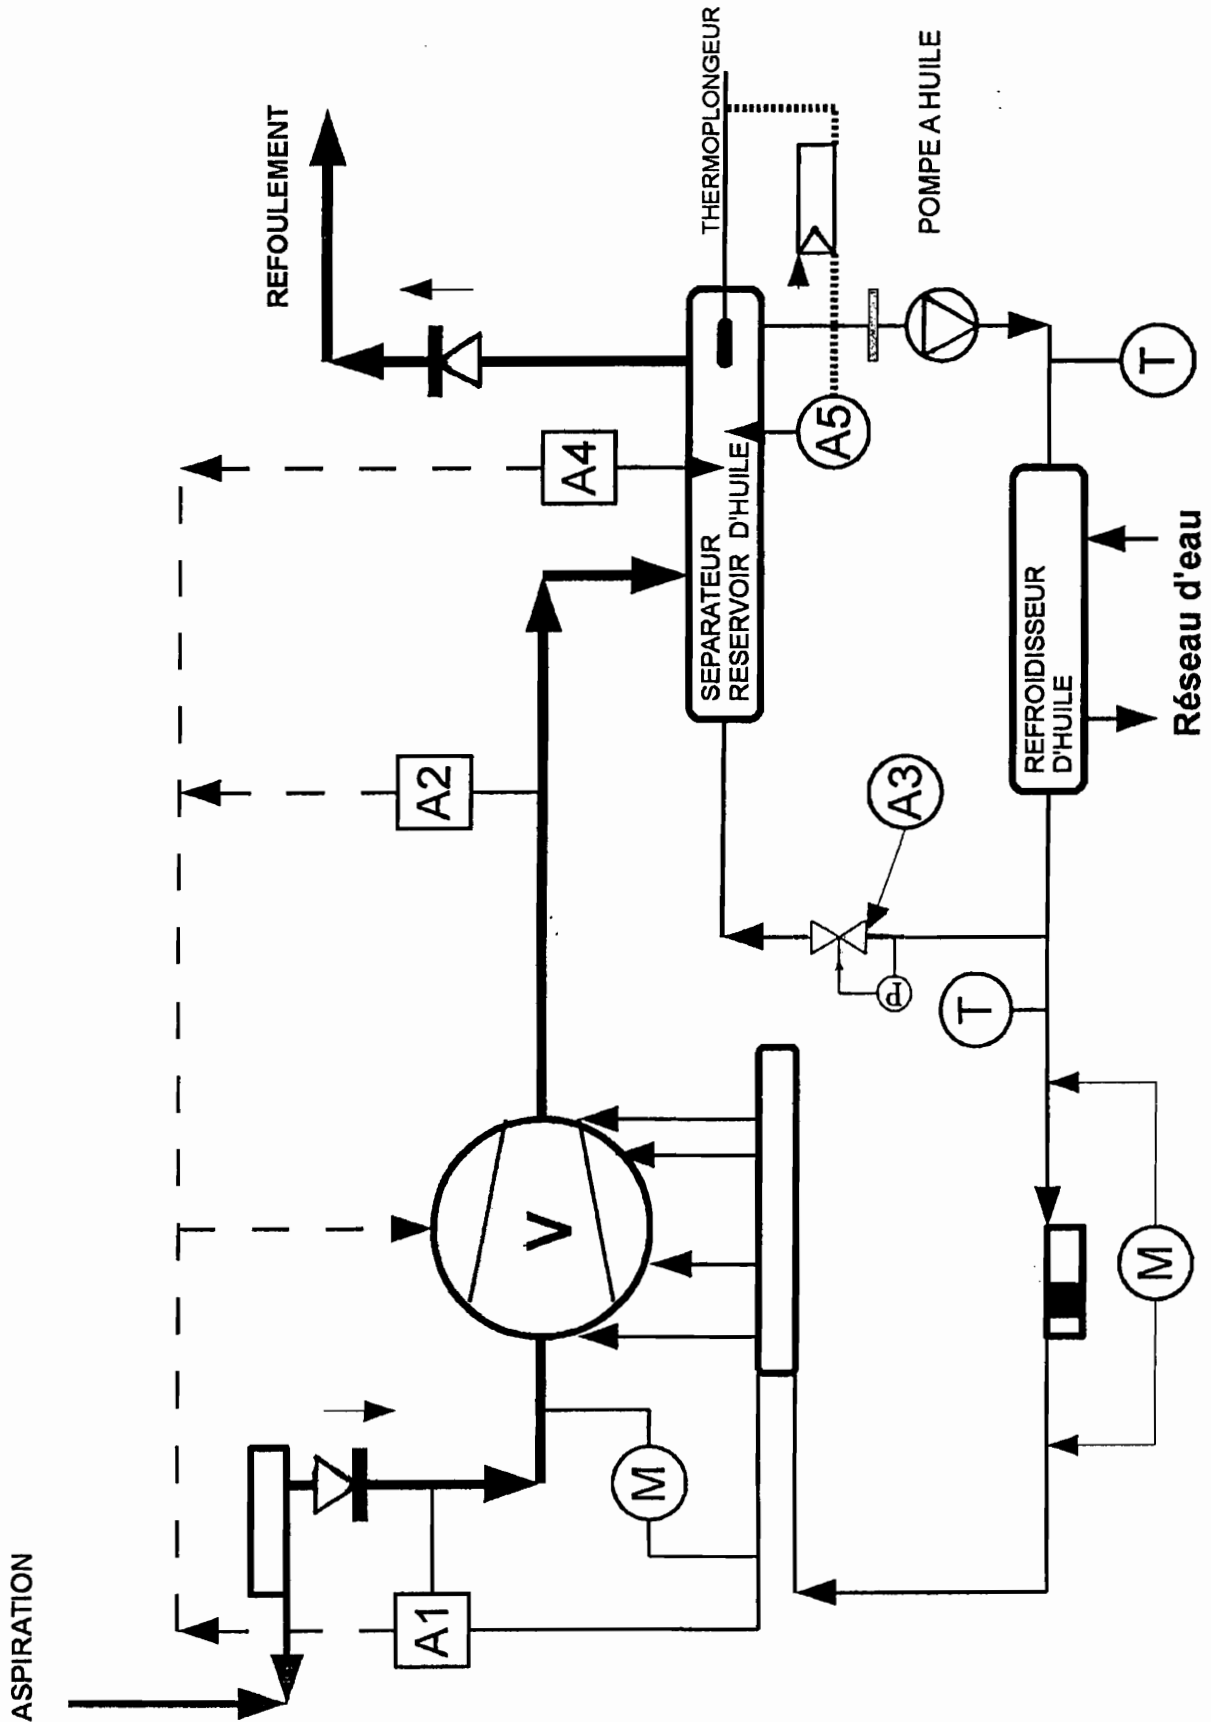 REFOULEMENT
THERMOPLONGEUR
POMPE A HUILE
A4
A5
T
SEPARATEUR
RESERVOIR D'HUILE
REFROIDISSEUR
D'HUILE
Réseau d'eau
A2
A3
P
T
V
M
M
A1
ASPIRATION